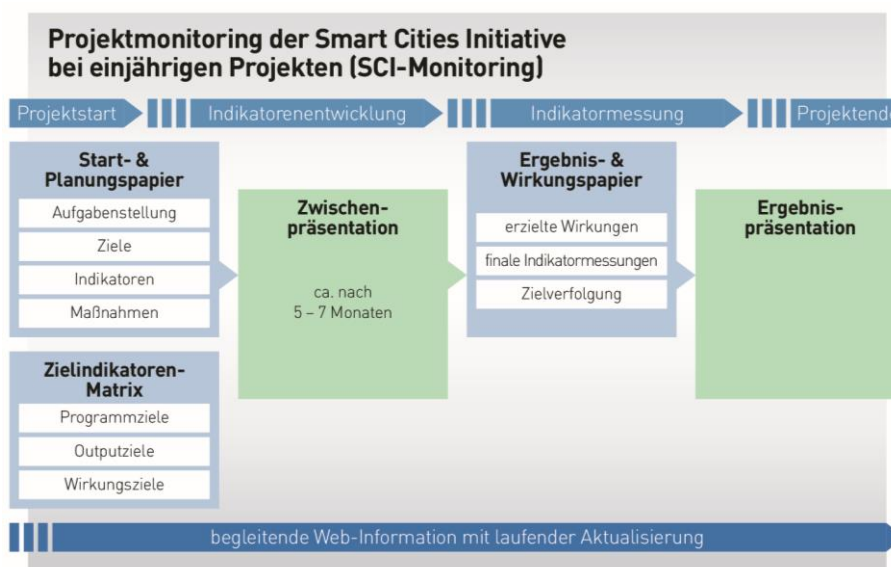 Projektmonitoring der Smart Cities Initiative
bei einjährigen Projekten (SCI-Monitoring)
Projektstart
Indikatorenentwicklung
Indikatormessung
Projektende
Start- &
Planungspapier
Aufgabenstellung
Ziele
Indikatoren
Maßnahmen
Zielindikatoren-
Matrix
Programmziele
Outputziele
Wirkungsziele
Zwischen-
präsentation
ca. nach
5 – 7 Monaten
Ergebnis- &
Wirkungspapier
erzielte Wirkungen
finale Indikatormessungen
Zielverfolgung
Ergebnis-
präsentation
begleitende Web-Information mit laufender Aktualisierung